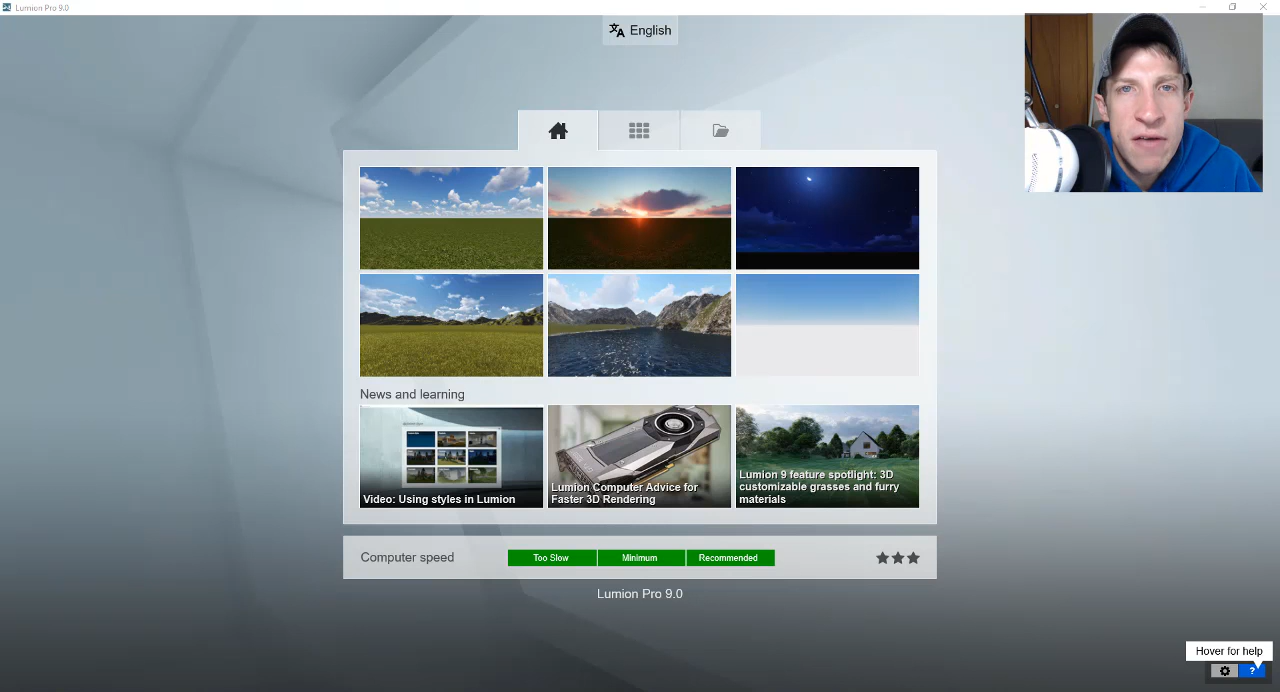 Lumion Pro 9.0
English
News and learning
Video: Using styles in Lumion
Lumion Computer Advice for
Faster 3D Rendering
Lumion 9 feature spotlight: 3D
customizable grasses and furry
materials
Computer speed
Too Slow
Minimum
Recommended
Lumion Pro 9.0
Hover for help
?